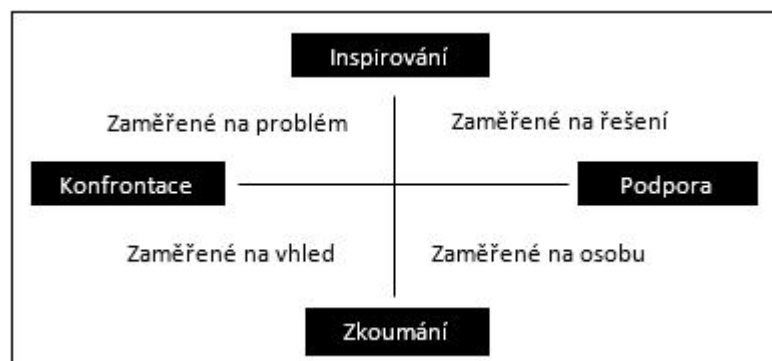 Inspirování
Zaměřené na problém
Zaměřené na řešení
Konfrontace
Podpora
Zaměřené na vhled
Zaměřené na osobu
Zkoumání